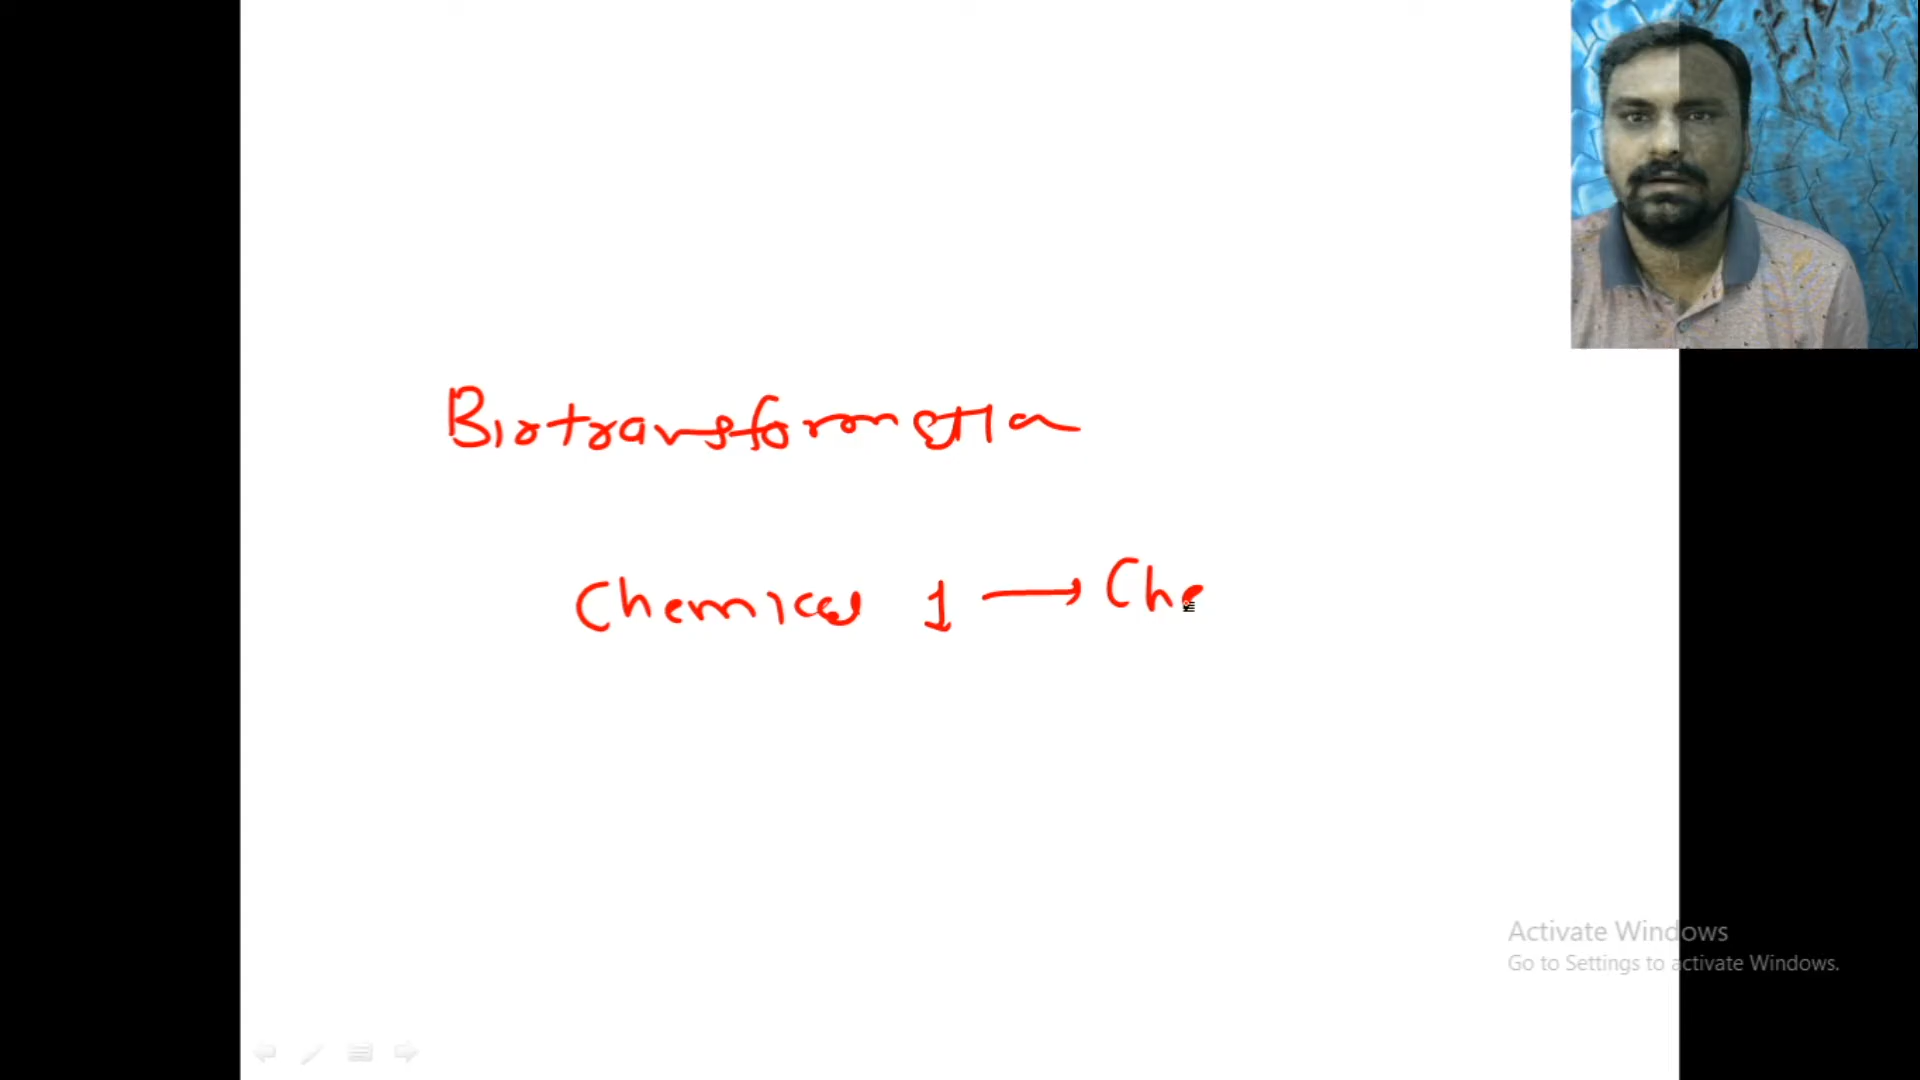 Biotransformation
Chemical 1 → Che
Activate Windows
Go to Settings to activate Windows.